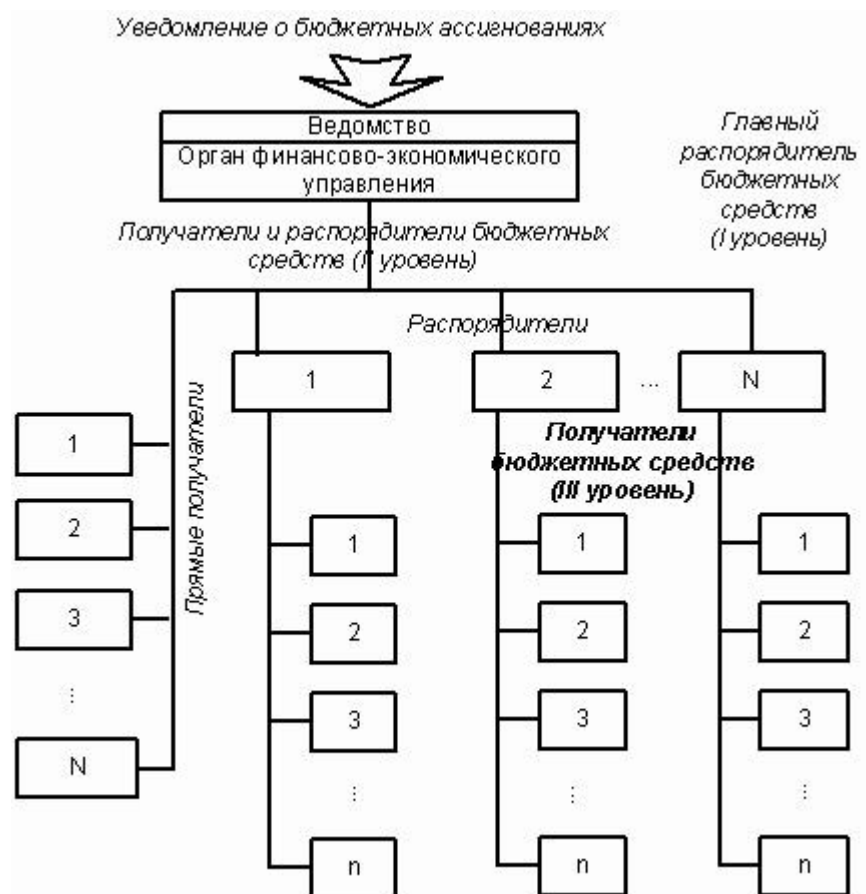 Уведомление о бюджетных ассигнованиях
Ведомство
Орган финансово-экономического
управления
Главный
распорядитель
бюджетных
средств
(I уровень)
Получатели и распорядители бюджетных
средств (II уровень)
Распорядители
1
2
...
N
Прямые получатели
1
2
3
...
N
Получатели
бюджетных средств
(III уровень)
1
2
3
...
n
1
2
3
...
n
1
2
3
...
n